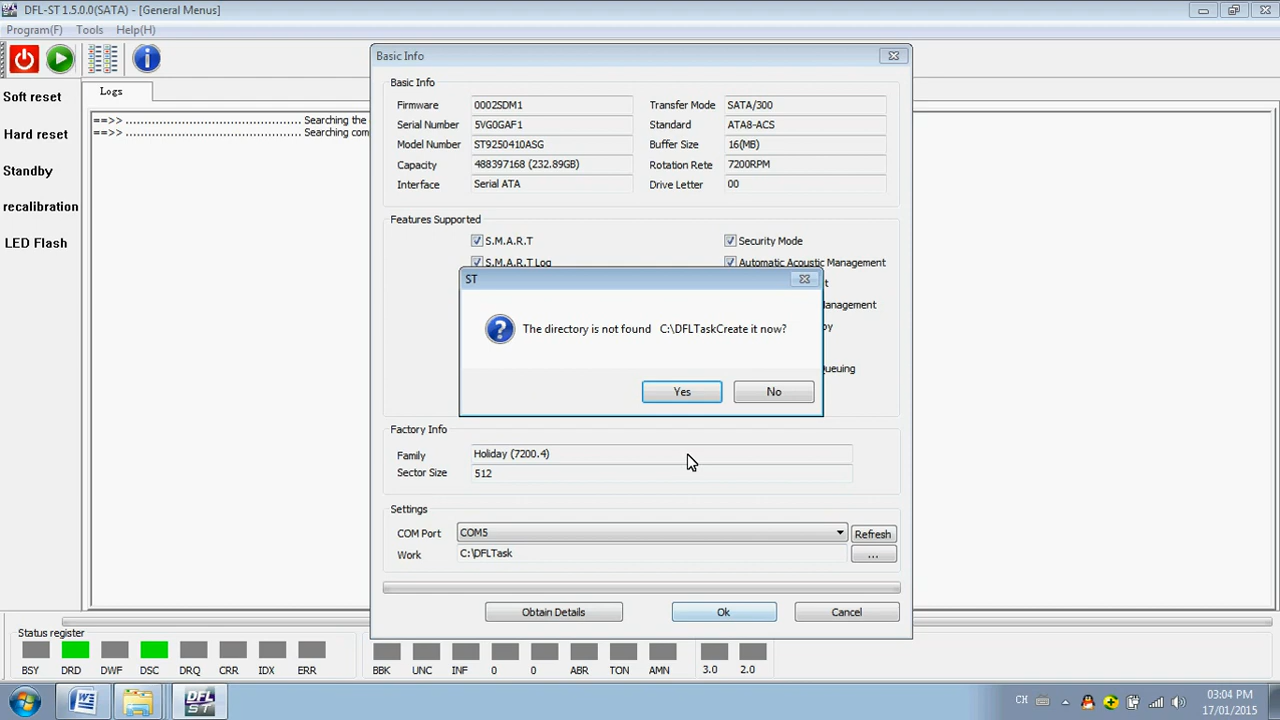 DFL-ST 1.5.0.0(SATA) - [General Menus]
Program(F) Tools Help(H)
Basic Info
Soft reset
Hard reset
Standby
recalibration
LED Flash
Logs
==>> ........................................ Searching the
==>> ........................................ Searching com
Basic Info
Firmware 0002SDM1 Transfer Mode SATA/300
Serial Number 5VG0GAF1 Standard ATA8-ACS
Model Number ST9250410ASG Buffer Size 16(MB)
Capacity 488397168 (232.89GB) Rotation Rete 7200RPM
Interface Serial ATA Drive Letter 00
Features Supported
S.M.A.R.T Security Mode
S.M.A.R.T Log Automatic Acoustic Management
ST
The directory is not found C:\DFLTaskCreate it now?
Yes No
Factory Info
Family Holiday (7200.4)
Sector Size 512
Settings
COM Port COM5 Refresh
Work C:\DFLTask ...
Obtain Details Ok Cancel
Status register
BSY DRD DWF DSC DRQ CRR IDX ERR BBK UNC INF 0 0 ABR TON AMN 3.0 2.0
DFL ST
CH
03:04 PM
17/01/2015